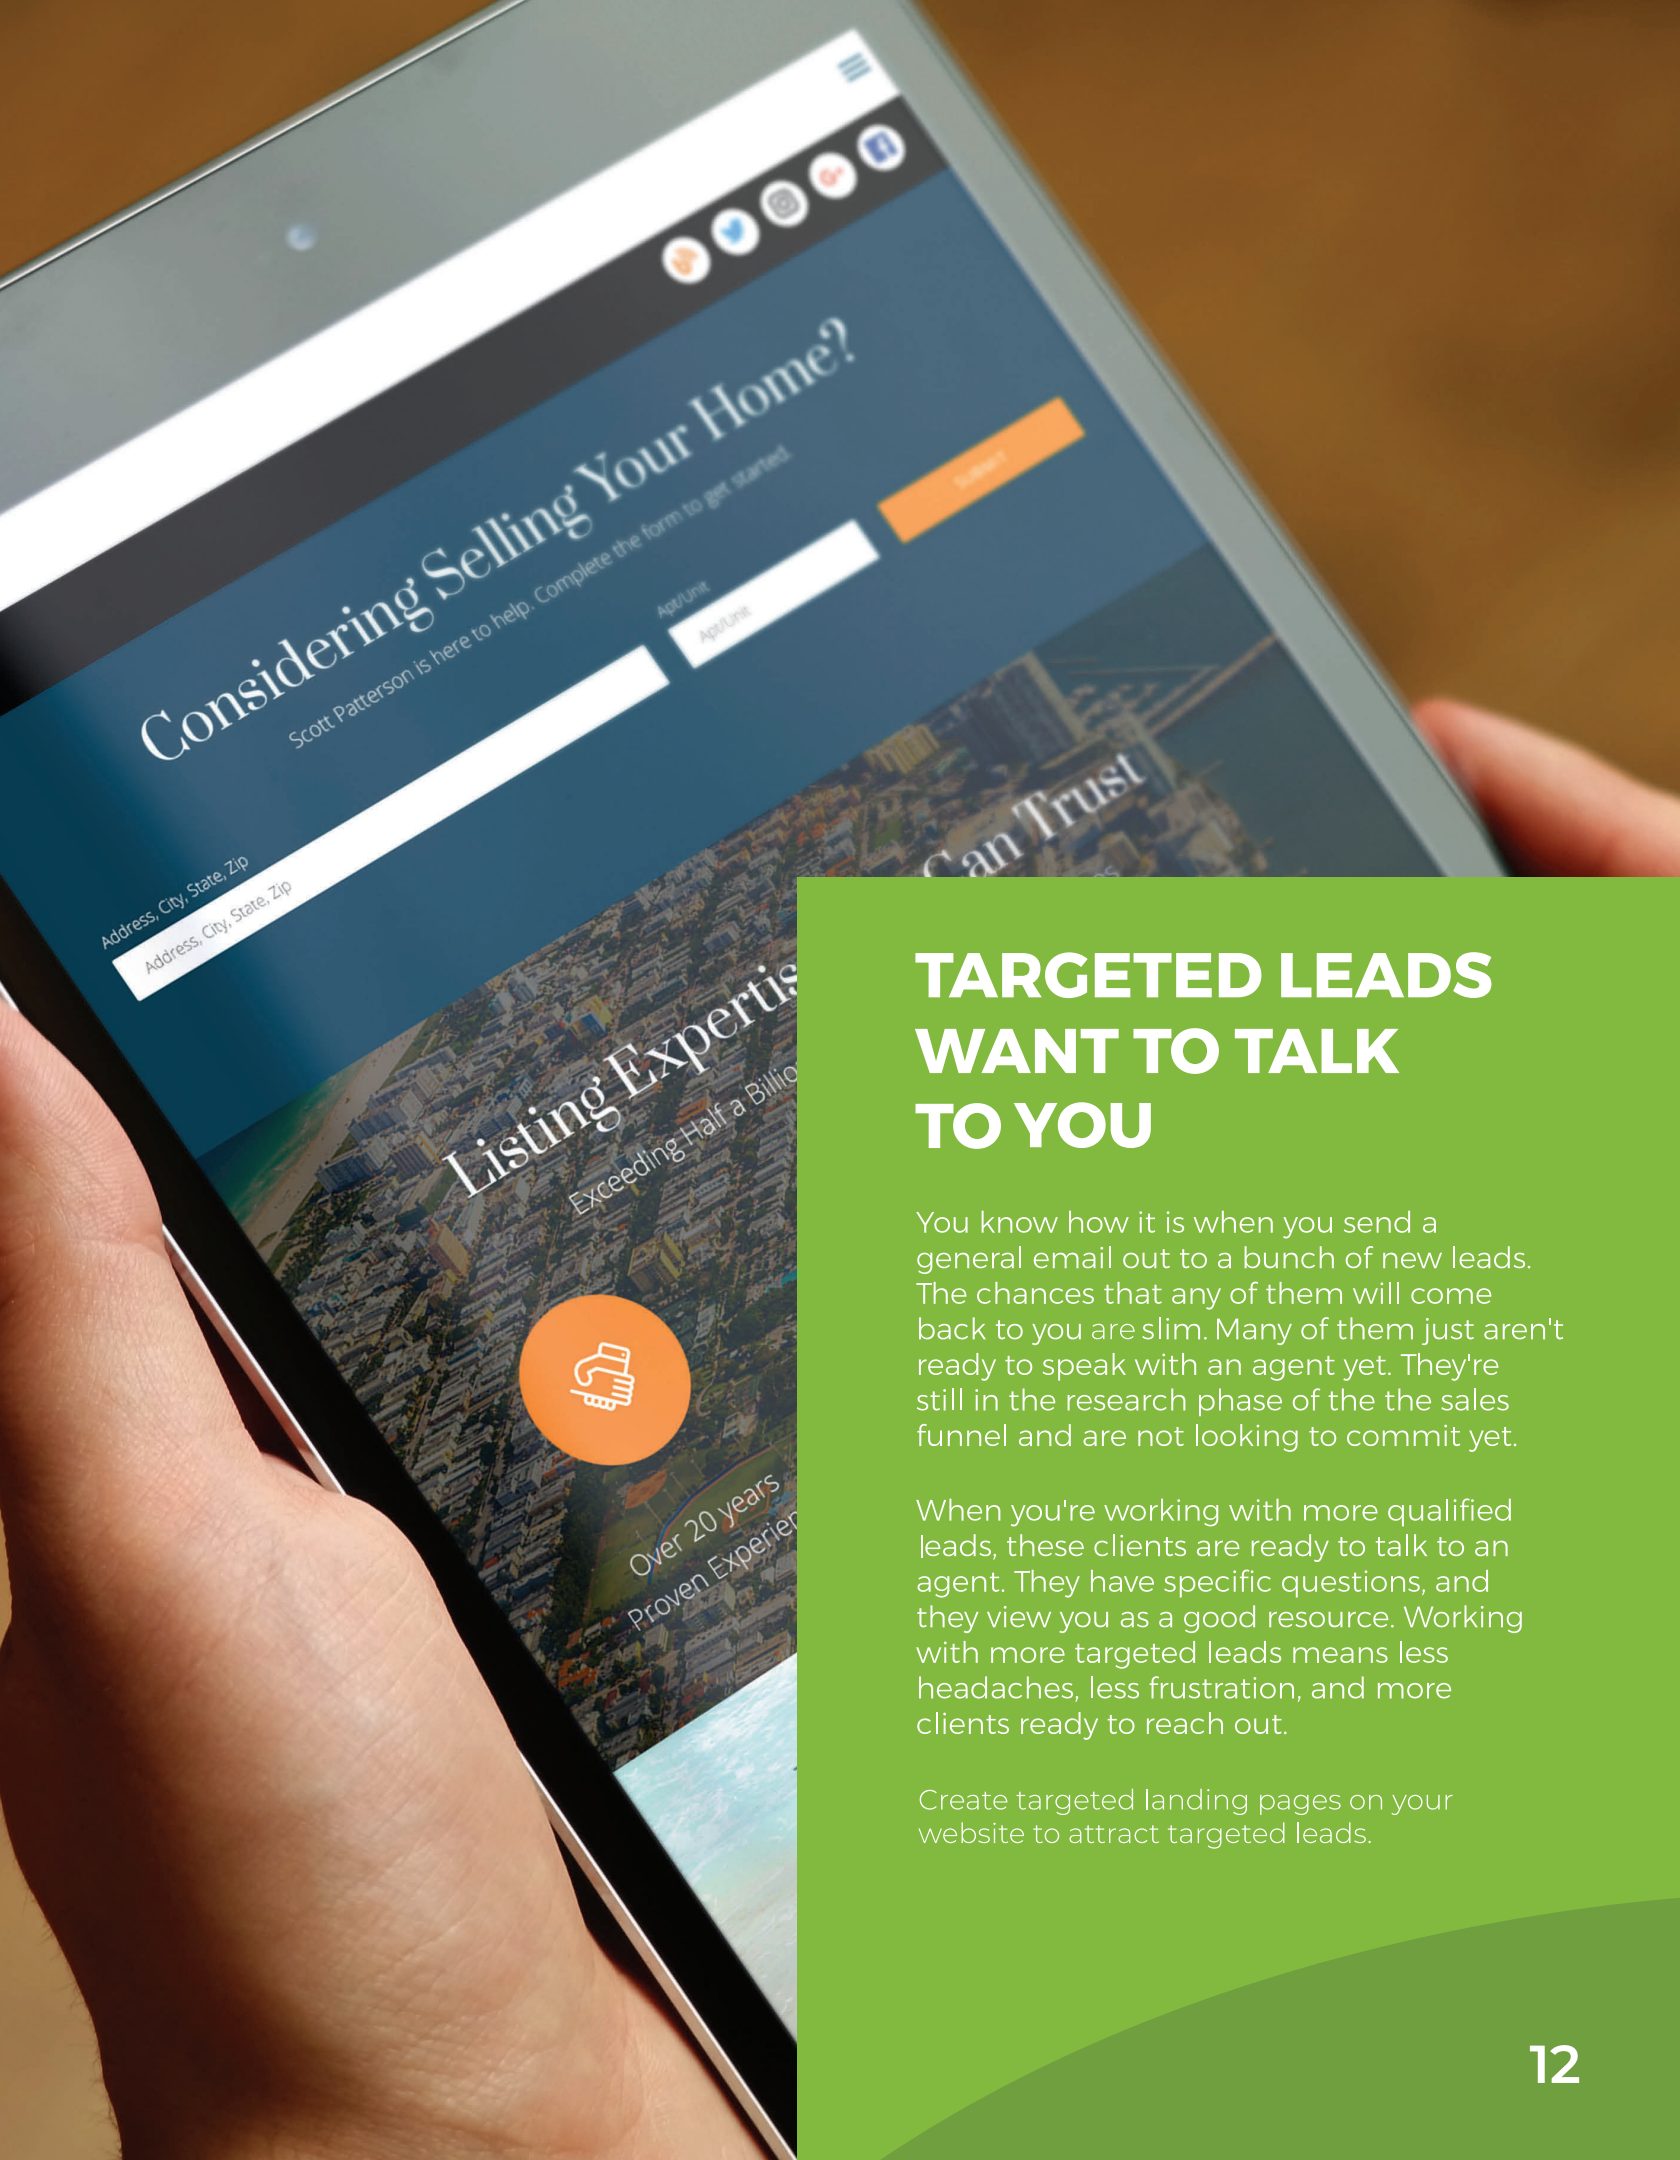 Considering Selling Your Home?
Scott Patterson is here to help. Complete the form to get started.
Address, City, State, Zip
Address, City, State, Zip
Apt/Unit
Apt/Unit
SUBMIT
Listing Expertis
Can Trust
Exceeding Half a Billio
Over 20 years
Proven Experien
TARGETED LEADS
WANT TO TALK
TO YOU
You know how it is when you send a
general email out to a bunch of new leads.
The chances that any of them will come
back to you are slim. Many of them just aren't
ready to speak with an agent yet. They're
still in the research phase of the the sales
funnel and are not looking to commit yet.
When you're working with more qualified
leads, these clients are ready to talk to an
agent. They have specific questions, and
they view you as a good resource. Working
with more targeted leads means less
headaches, less frustration, and more
clients ready to reach out.
Create targeted landing pages on your
website to attract targeted leads.
12